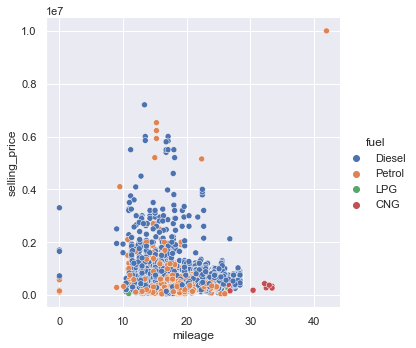 1e7
1.0
0.8
0.6
0.4
0.2
0.0
selling_price
0 10 20 30 40
mileage
fuel
Diesel
Petrol
LPG
CNG